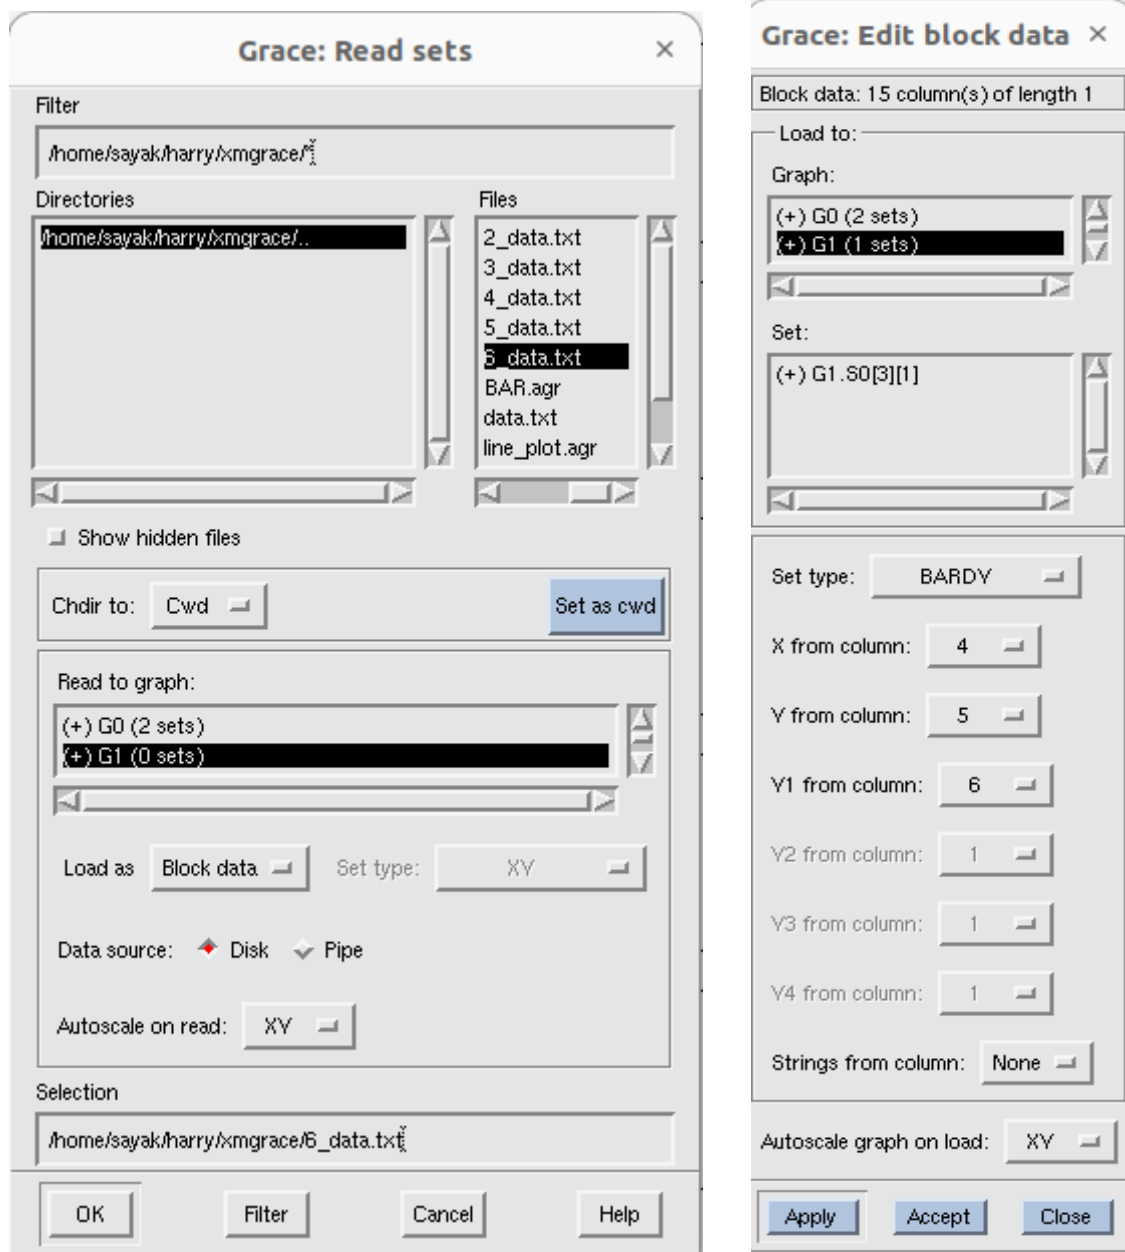 Grace: Read sets ×
Filter
/home/sayak/harry/xmgrace/*
Directories
/home/sayak/harry/xmgrace/..
Files
2_data.txt
3_data.txt
4_data.txt
5_data.txt
6_data.txt
BAR.agr
data.txt
line_plot.agr
Show hidden files
Chdir to: Cwd Set as cwd
Read to graph:
(+) G0 (2 sets)
(+) G1 (0 sets)
Load as Block data Set type: XY
Data source: Disk Pipe
Autoscale on read: XY
Selection
/home/sayak/harry/xmgrace/6_data.txt
OK Filter Cancel Help
Grace: Edit block data ×
Block data: 15 column(s) of length 1
Load to:
Graph:
(+) G0 (2 sets)
(+) G1 (1 sets)
Set:
(+) G1.S0[3][1]
Set type: BARDY
X from column: 4
Y from column: 5
Y1 from column: 6
Y2 from column: 1
Y3 from column: 1
Y4 from column: 1
Strings from column: None
Autoscale graph on load: XY
Apply Accept Close